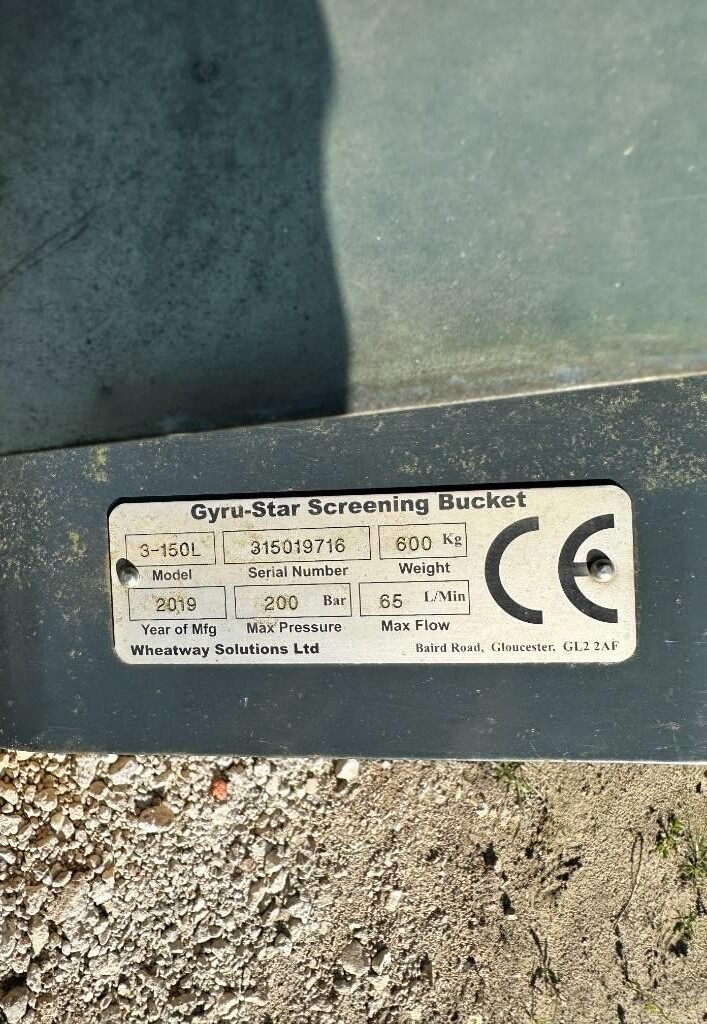 Gyru-Star Screening Bucket
3-150L 315019716 600 Kg
Model Serial Number Weight
2019 200 Bar 65 L/Min
Year of Mfg Max Pressure Max Flow
Wheatway Solutions Ltd Baird Road, Gloucester, GL2 2AF
CE